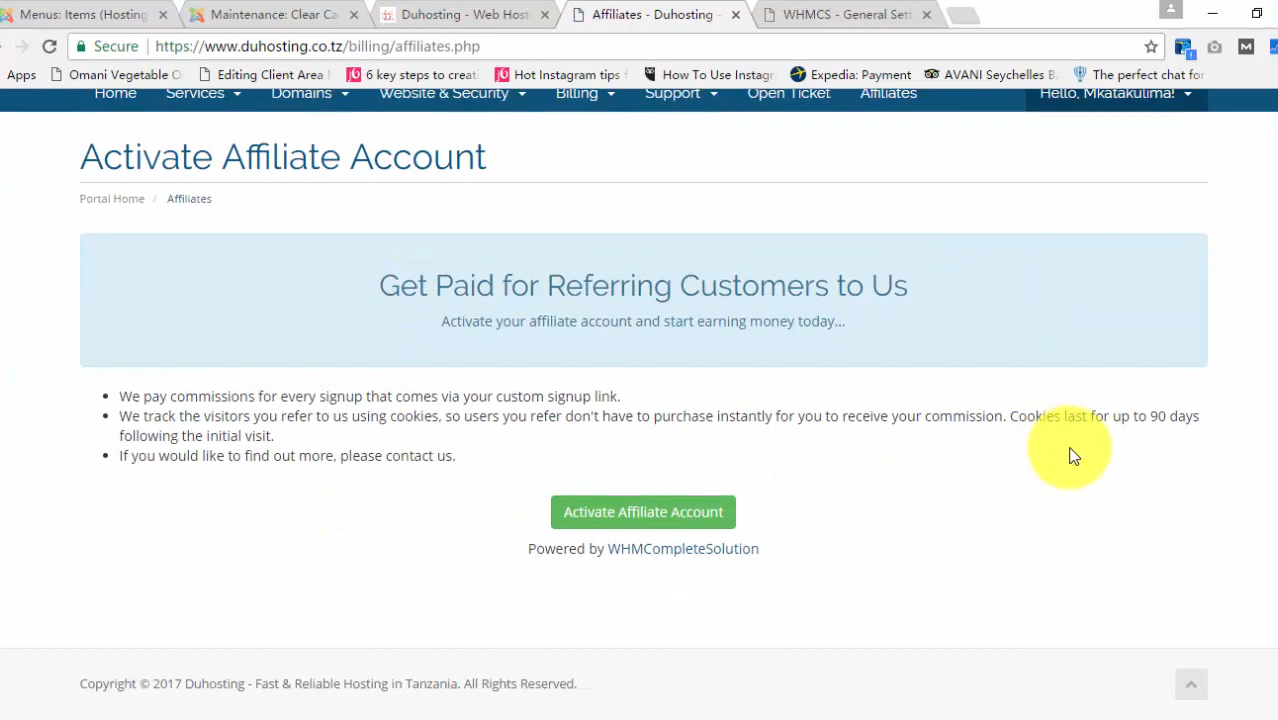 Menus: Items (Hosting
Maintenance: Clear Ca
Duhosting - Web Host
Affiliates - Duhosting -
WHMCS - General Sett
Secure
https://www.duhosting.co.tz/billing/affiliates.php
Apps
Omani Vegetable O
Editing Client Area
6 key steps to creati
Hot Instagram tips f
How To Use Instagr
Expedia: Payment
AVANI Seychelles B
The perfect chat for
Home
Services
Domains
Website & Security
Billing
Support
Open Ticket
Affiliates
Hello, Mkatakulima!
Activate Affiliate Account
Portal Home / Affiliates
Get Paid for Referring Customers to Us
Activate your affiliate account and start earning money today...
• We pay commissions for every signup that comes via your custom signup link.
• We track the visitors you refer to us using cookies, so users you refer don't have to purchase instantly for you to receive your commission. Cookies last for up to 90 days
following the initial visit.
• If you would like to find out more, please contact us.
Activate Affiliate Account
Powered by WHMCompleteSolution
Copyright © 2017 Duhosting - Fast & Reliable Hosting in Tanzania. All Rights Reserved.